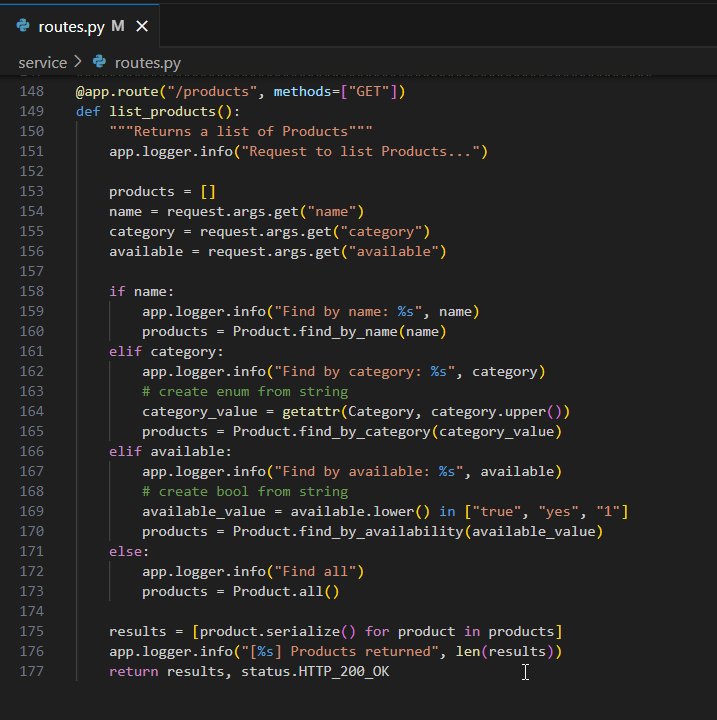 routes.py M ×
service > routes.py
148 @app.route("/products", methods=["GET"])
149 def list_products():
150     """Returns a list of Products"""
151     app.logger.info("Request to list Products...")
152
153     products = []
154     name = request.args.get("name")
155     category = request.args.get("category")
156     available = request.args.get("available")
157
158     if name:
159         app.logger.info("Find by name: %s", name)
160         products = Product.find_by_name(name)
161     elif category:
162         app.logger.info("Find by category: %s", category)
163         # create enum from string
164         category_value = getattr(Category, category.upper())
165         products = Product.find_by_category(category_value)
166     elif available:
167         app.logger.info("Find by available: %s", available)
168         # create bool from string
169         available_value = available.lower() in ["true", "yes", "1"]
170         products = Product.find_by_availability(available_value)
171     else:
172         app.logger.info("Find all")
173         products = Product.all()
174
175     results = [product.serialize() for product in products]
176     app.logger.info("[%s] Products returned", len(results))
177     return results, status.HTTP_200_OK